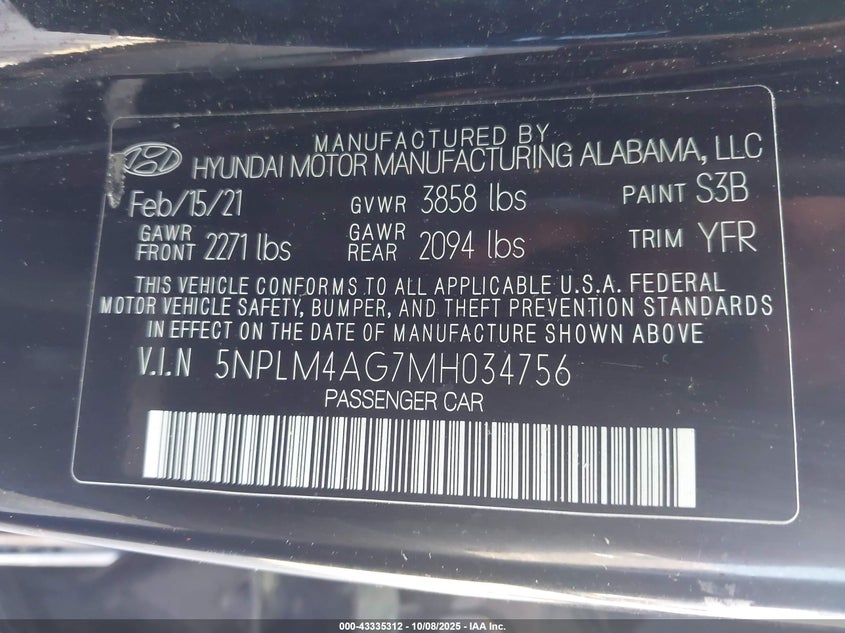 MANUFACTURED BY
HYUNDAI MOTOR MANUFACTURING ALABAMA, LLC
Feb/15/21 GVWR 3858 lbs PAINT S3B
GAWR FRONT 2271 lbs GAWR REAR 2094 lbs TRIM YFR
THIS VEHICLE CONFORMS TO ALL APPLICABLE U.S.A. FEDERAL
MOTOR VEHICLE SAFETY, BUMPER, AND THEFT PREVENTION STANDARDS
IN EFFECT ON THE DATE OF MANUFACTURE SHOWN ABOVE
V.I.N 5NPLM4AG7MH034756
PASSENGER CAR
000-43335312 - 10/08/2025 - IAA Inc.